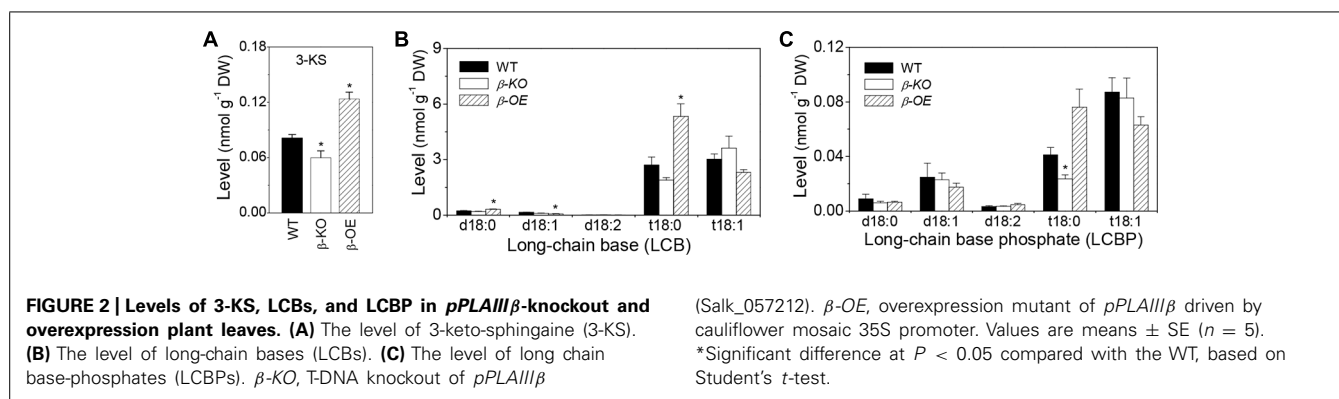 A
0.18
3-KS
0.12
0.06
0.00
Level (nmol g⁻¹ DW)
*
*
WT
β-KO
β-OE
B
9
6
3
0
Level (nmol g⁻¹ DW)
WT
β-KO
β-OE
*
*
*
d18:0 d18:1 d18:2 t18:0 t18:1
Long-chain base (LCB)
C
0.12
0.08
0.04
0.00
Level (nmol g⁻¹ DW)
WT
β-KO
β-OE
*
d18:0 d18:1 d18:2 t18:0 t18:1
Long-chain base phosphate (LCBP)
FIGURE 2 | Levels of 3-KS, LCBs, and LCBP in pPLAIIIβ-knockout and
overexpression plant leaves. (A) The level of 3-keto-sphingaine (3-KS).
(B) The level of long-chain bases (LCBs). (C) The level of long chain
base-phosphates (LCBPs). β-KO, T-DNA knockout of pPLAIIIβ
(Salk_057212). β-OE, overexpression mutant of pPLAIIIβ driven by
cauliflower mosaic 35S promoter. Values are means ± SE (n = 5).
*Significant difference at P < 0.05 compared with the WT, based on
Student's t-test.